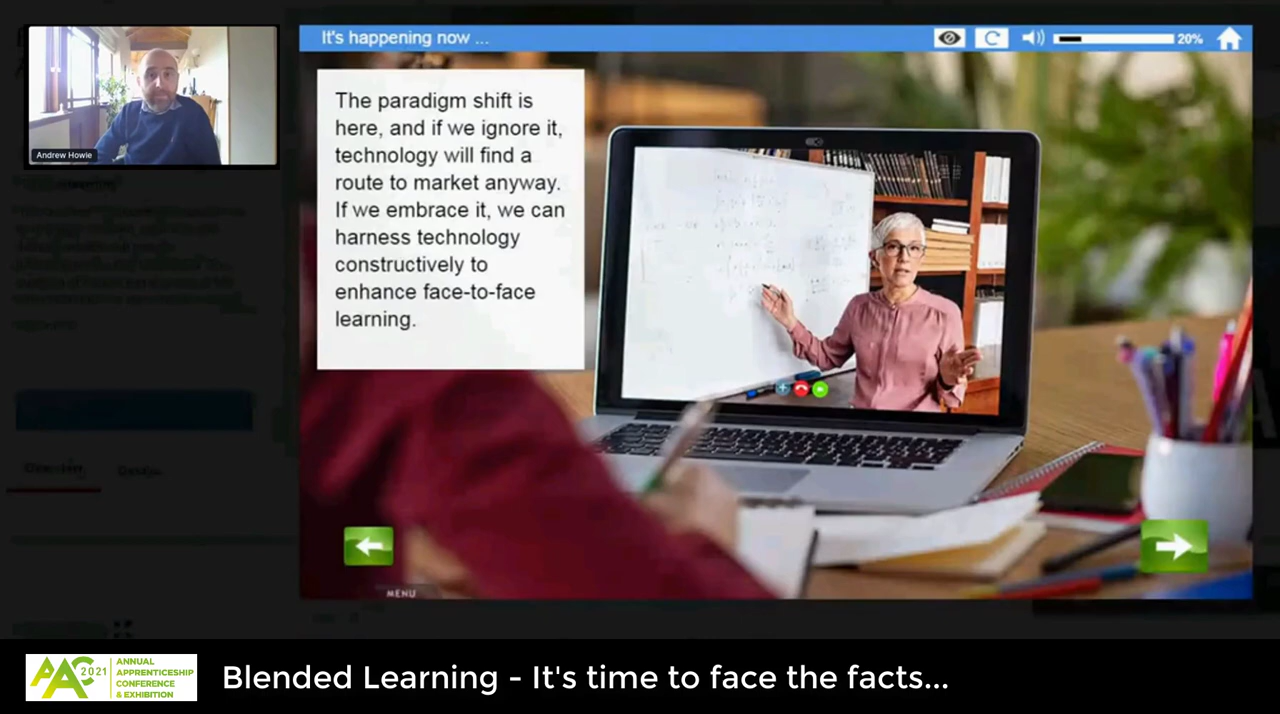 It's happening now ...
20%
Andrew Howie
The paradigm shift is
here, and if we ignore it,
technology will find a
route to market anyway.
If we embrace it, we can
harness technology
constructively to
enhance face-to-face
learning.
MENU
AAC 2021
ANNUAL
APPRENTICESHIP
CONFERENCE
& EXHIBITION
Blended Learning - It's time to face the facts...